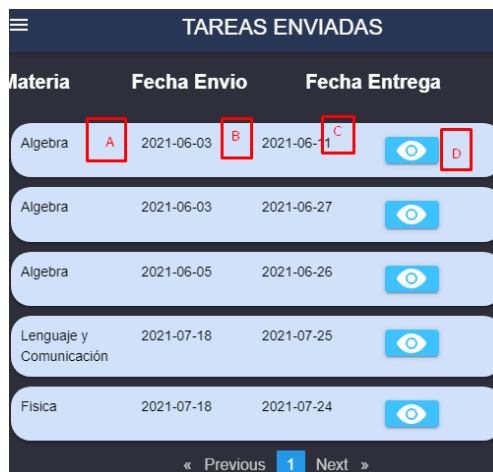 TAREAS ENVIADAS
Materia Fecha Envio Fecha Entrega
Algebra A 2021-06-03 B 2021-06-11 C D
Algebra 2021-06-03 2021-06-27
Algebra 2021-06-05 2021-06-26
Lenguaje y
Comunicación 2021-07-18 2021-07-25
Fisica 2021-07-18 2021-07-24
« Previous 1 Next »